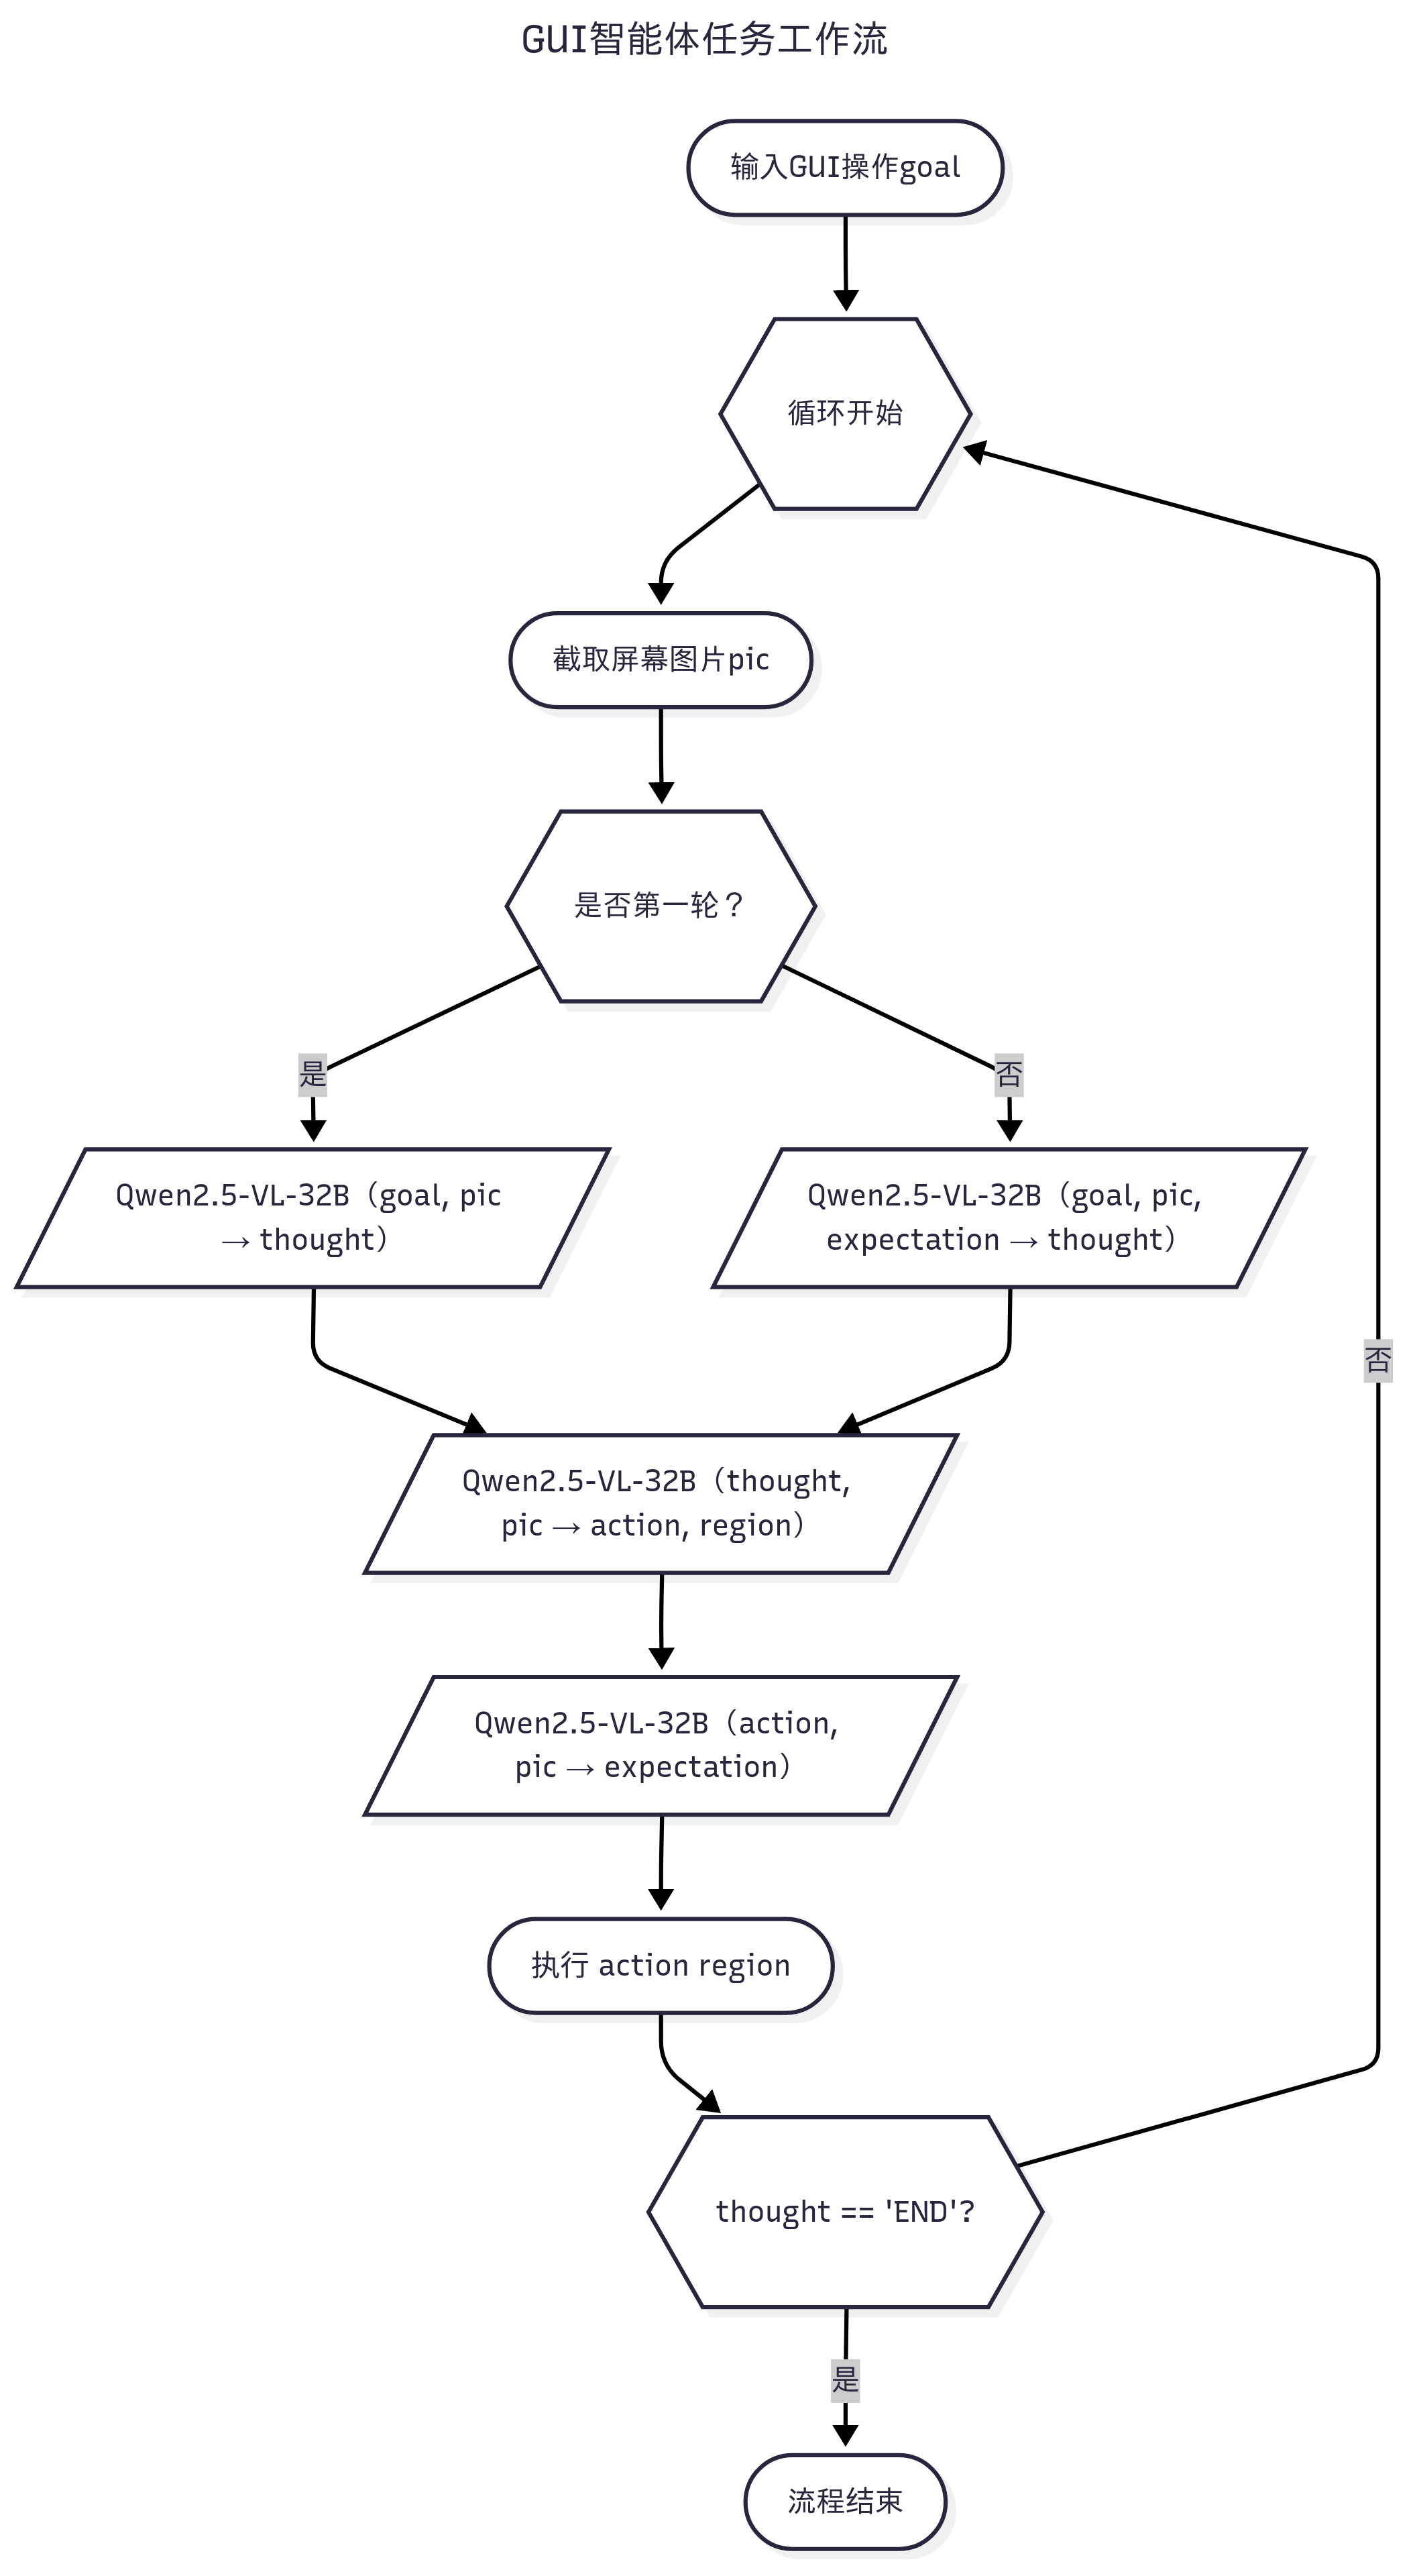 GUI智能体任务工作流
输入GUI操作goal
循环开始
截取屏幕图片pic
是否第一轮？
是
否
Qwen2.5-VL-32B（goal, pic
→ thought）
Qwen2.5-VL-32B（goal, pic,
expectation → thought）
否
Qwen2.5-VL-32B（thought,
pic → action, region）
Qwen2.5-VL-32B（action,
pic → expectation）
执行 action region
thought == 'END'?
是
流程结束